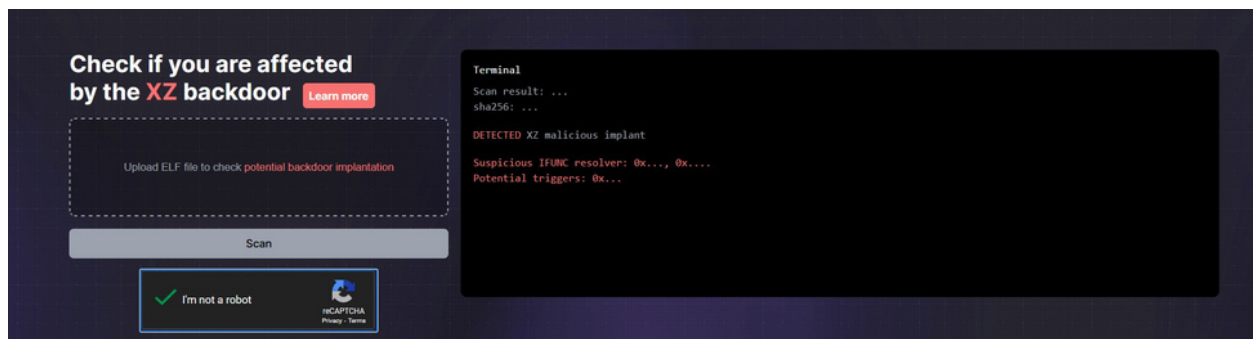 Check if you are affected
by the XZ backdoor Learn more
Upload ELF file to check potential backdoor implantation
Scan
I'm not a robot
reCAPTCHA
Privacy - Terms
Terminal
Scan result: ...
sha256: ...
DETECTED XZ malicious implant
Suspicious IFUNC resolver: 0x..., 0x....
Potential triggers: 0x...